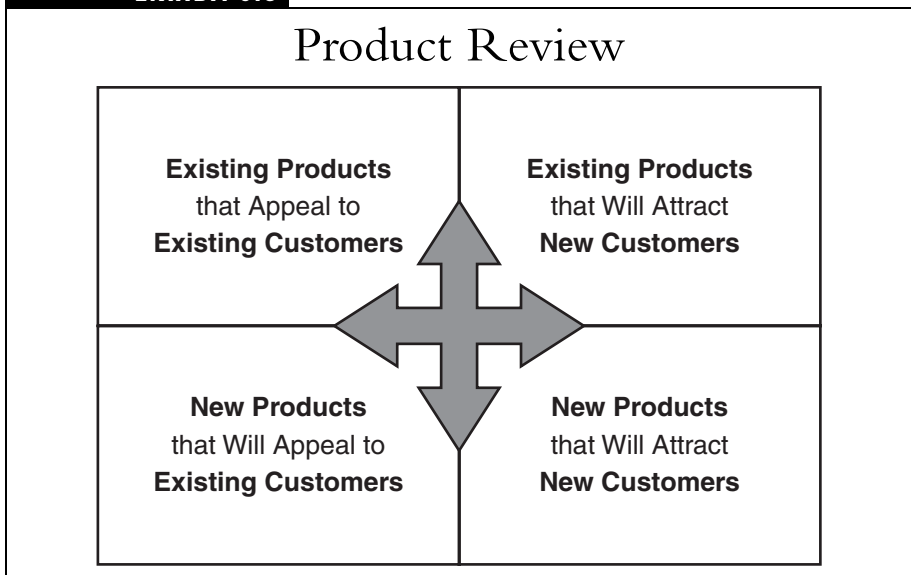 Product Review
Existing Products
that Appeal to
Existing Customers
Existing Products
that Will Attract
New Customers
New Products
that Will Appeal to
Existing Customers
New Products
that Will Attract
New Customers